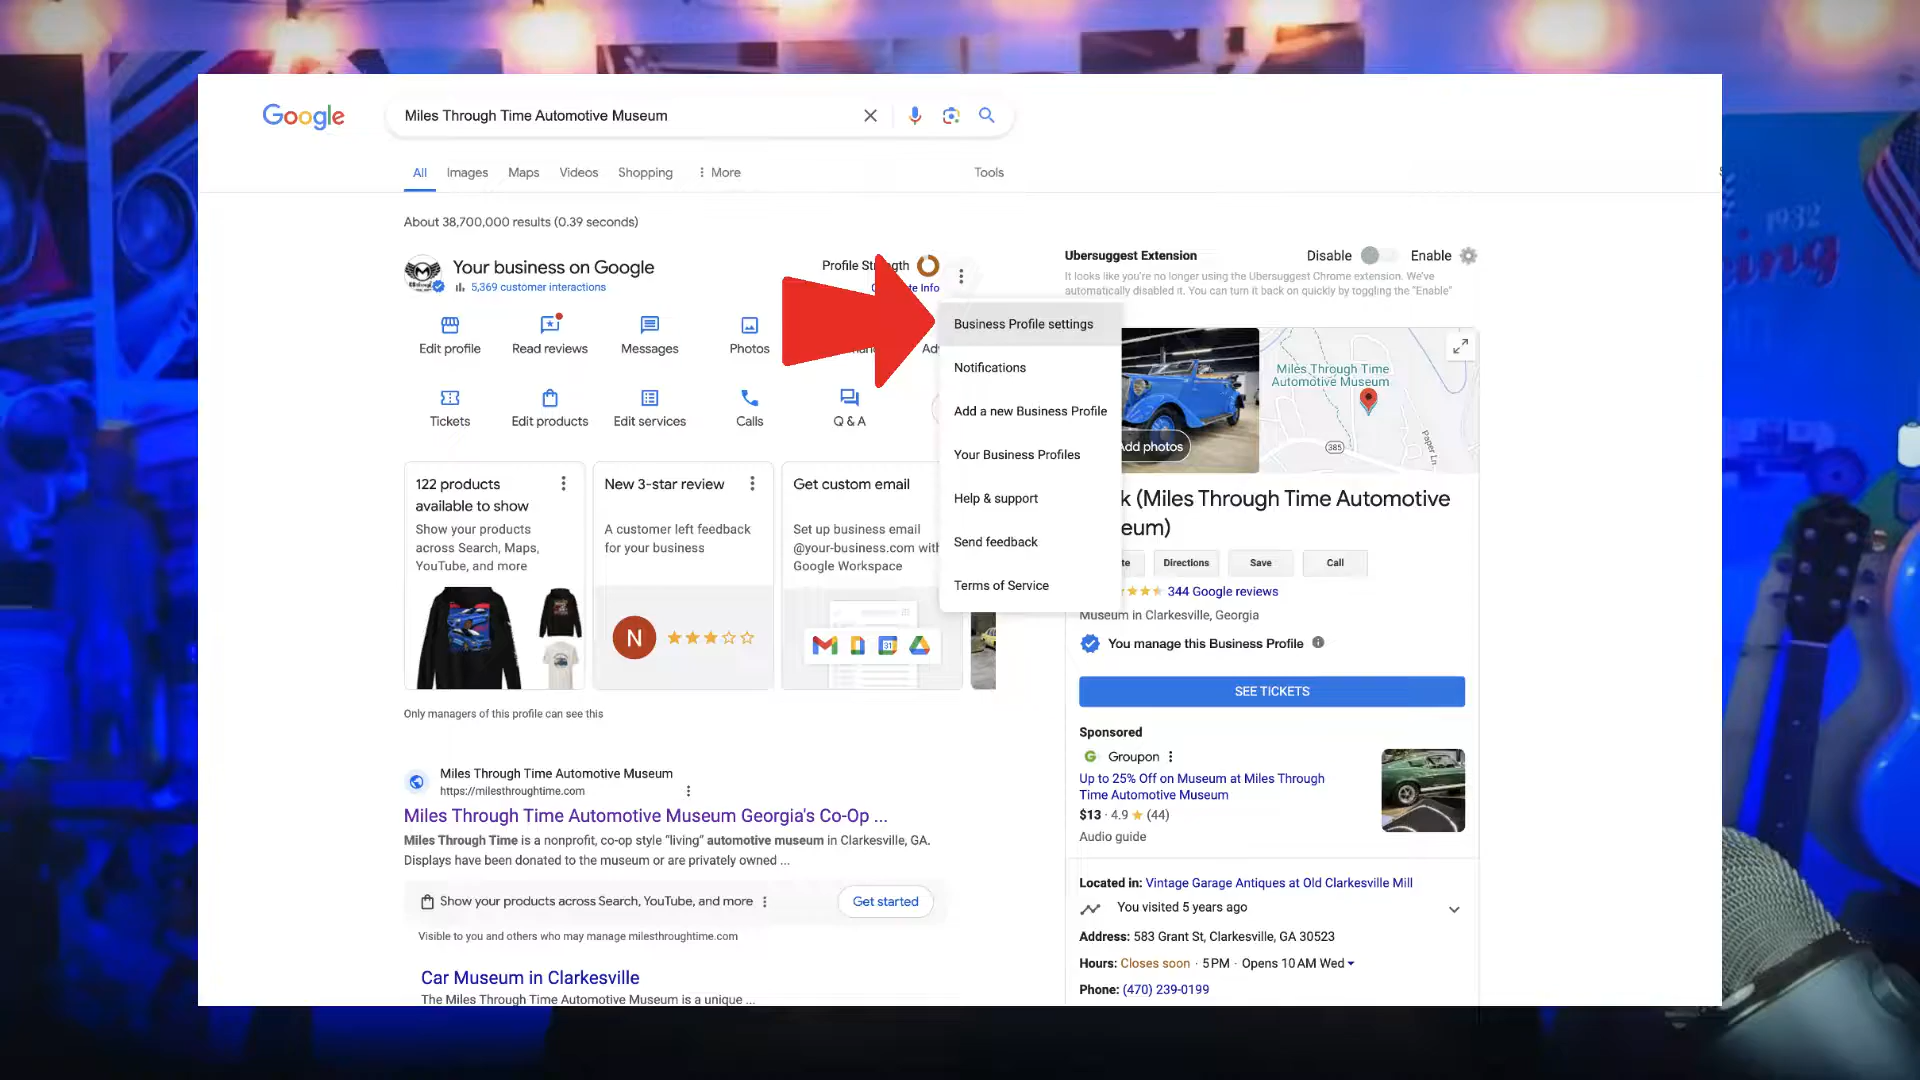 Google
Miles Through Time Automotive Museum
All
Images
Maps
Videos
Shopping
More
Tools
About 38,700,000 results (0.39 seconds)
Your business on Google
5,369 customer interactions
Profile
Info
Edit profile
Read reviews
Messages
Photos
Tickets
Edit products
Edit services
Calls
Q & A
Business Profile settings
Notifications
Add a new Business Profile
Your Business Profiles
Help & support
Send feedback
Terms of Service
122 products
available to show
Show your products
across Search, Maps,
YouTube, and more
New 3-star review
A customer left feedback
for your business
N
Get custom email
Set up business email
@your-business.com with
Google Workspace
31
Only managers of this profile can see this
Miles Through Time Automotive Museum
https://milesthroughtime.com
Miles Through Time Automotive Museum Georgia's Co-Op ...
Miles Through Time is a nonprofit, co-op style “living” automotive museum in Clarkesville, GA.
Displays have been donated to the museum or are privately owned ...
Show your products across Search, YouTube, and more
Get started
Visible to you and others who may manage milesthroughtime.com
Car Museum in Clarkesville
The Miles Through Time Automotive Museum is a unique ...
Ubersuggest Extension
Disable
Enable
It looks like you're no longer using the Ubersuggest Chrome extension. We've
automatically disabled it. You can turn it back on quickly by toggling the "Enable"
Add photos
Miles Through Time
Automotive Museum
385
Paper Ln
k (Miles Through Time Automotive
eum)
te
Directions
Save
Call
344 Google reviews
Museum in Clarkesville, Georgia
You manage this Business Profile
SEE TICKETS
Sponsored
G
Groupon
Up to 25% Off on Museum at Miles Through
Time Automotive Museum
$13 · 4.9 ★ (44)
Audio guide
Located in: Vintage Garage Antiques at Old Clarkesville Mill
You visited 5 years ago
Address: 583 Grant St, Clarkesville, GA 30523
Hours: Closes soon · 5 PM · Opens 10 AM Wed
Phone: (470) 239-0199
1932